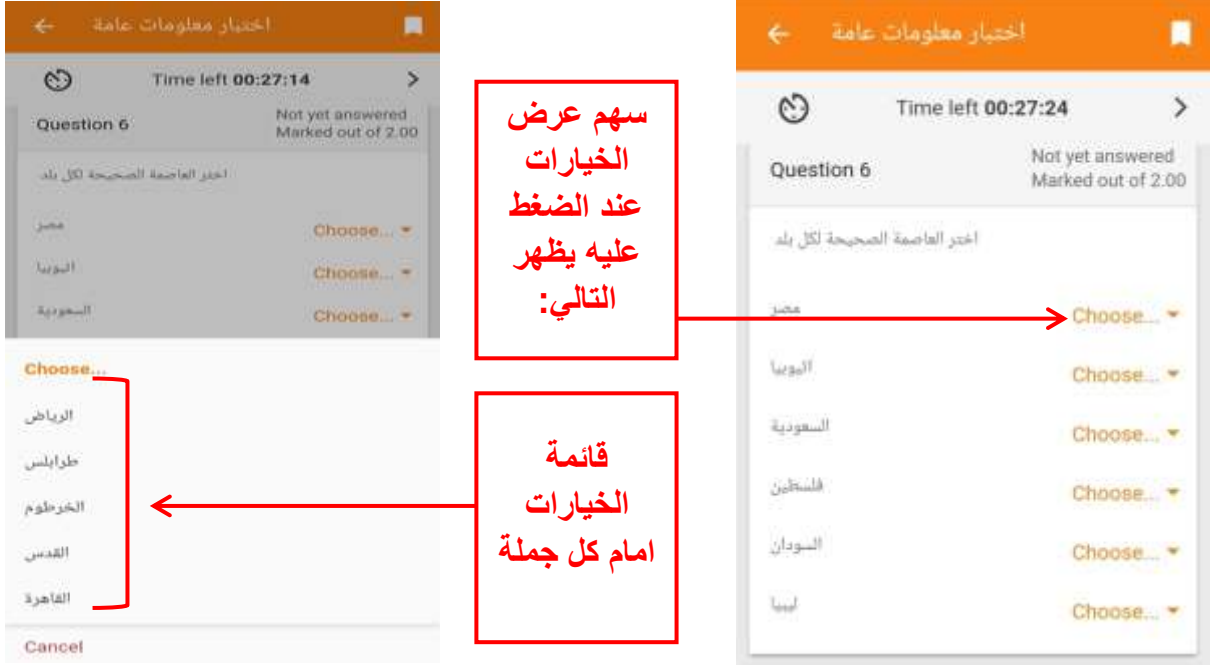 اختبار معلومات عامة
Time left 00:27:24
Question 6
Not yet answered
Marked out of 2.00
اختر العاصمة الصحيحة لكل بلد
مصر
Choose...
اثيوبيا
Choose...
السعودية
Choose...
فلسطين
Choose...
السودان
Choose...
ليبيا
Choose...
سهم عرض
الخيارات
عند الضغط
عليه يظهر
التالي:
قائمة
الخيارات
امام كل جملة
اختبار معلومات عامة
Time left 00:27:14
Question 6
Not yet answered
Marked out of 2.00
اختر العاصمة الصحيحة لكل بلد
مصر
Choose...
اثيوبيا
Choose...
السعودية
Choose...
Choose...
الرياض
طرابلس
الخرطوم
القدس
القاهرة
Cancel